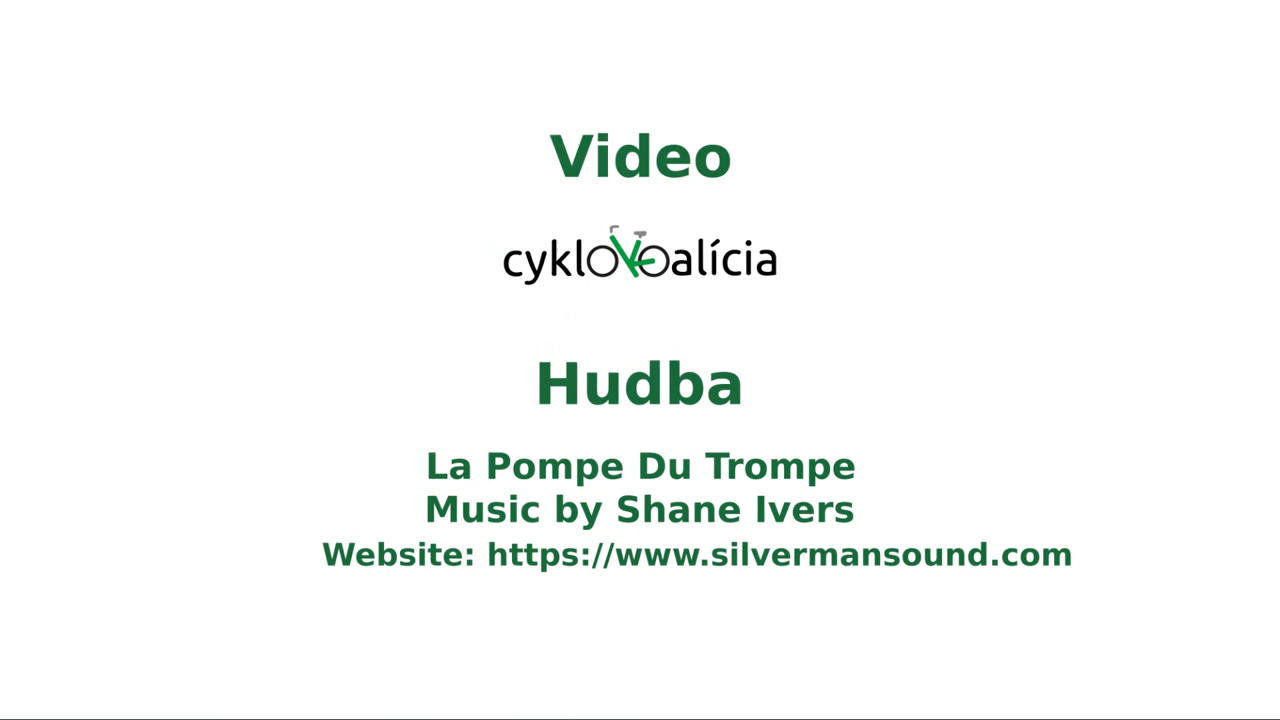 Video
cykloKoalícia
Hudba
La Pompe Du Trompe
Music by Shane Ivers
Website: https://www.silvermansound.com